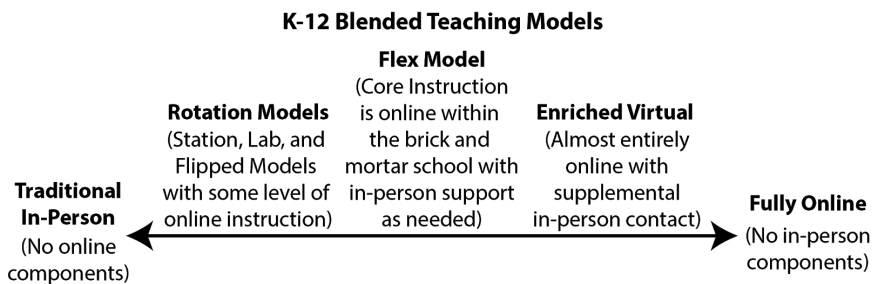 K-12 Blended Teaching Models
Flex Model
(Core Instruction
is online within
the brick and
mortar school with
in-person support
as needed)
Rotation Models
(Station, Lab, and
Flipped Models
with some level of
online instruction)
Enriched Virtual
(Almost entirely
online with
supplemental
in-person contact)
Traditional
In-Person
(No online
components)
Fully Online
(No in-person
components)